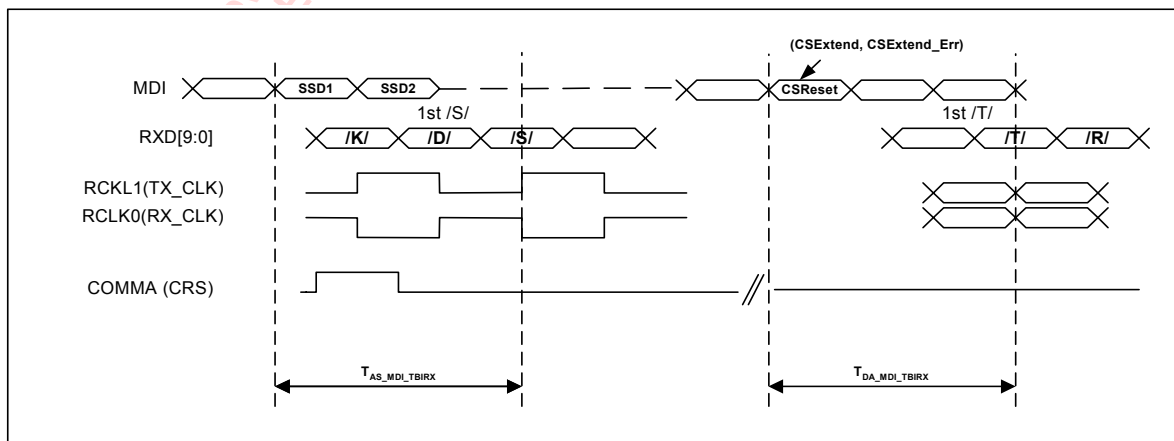 (CSExtend, CSExtend_Err)
MDI SSD1 SSD2 CSReset
1st /S/ 1st /T/
RXD[9:0] /K/ /D/ /S/ /T/ /R/
RCKL1(TX_CLK)
RCLK0(RX_CLK)
COMMA (CRS)
TAS_MDI_TBIRX TDA_MDI_TBIRX